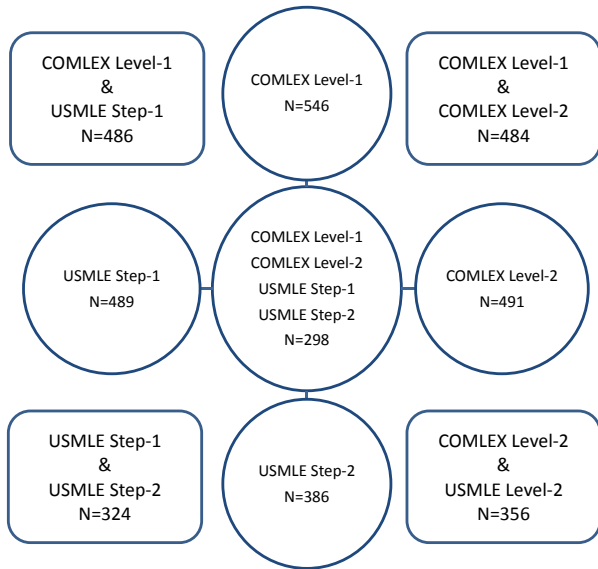 COMLEX Level-1
&
USMLE Step-1
N=486
COMLEX Level-1
N=546
COMLEX Level-1
&
COMLEX Level-2
N=484
USMLE Step-1
N=489
COMLEX Level-1
COMLEX Level-2
USMLE Step-1
USMLE Step-2
N=298
COMLEX Level-2
N=491
USMLE Step-1
&
USMLE Step-2
N=324
USMLE Step-2
N=386
COMLEX Level-2
&
USMLE Level-2
N=356